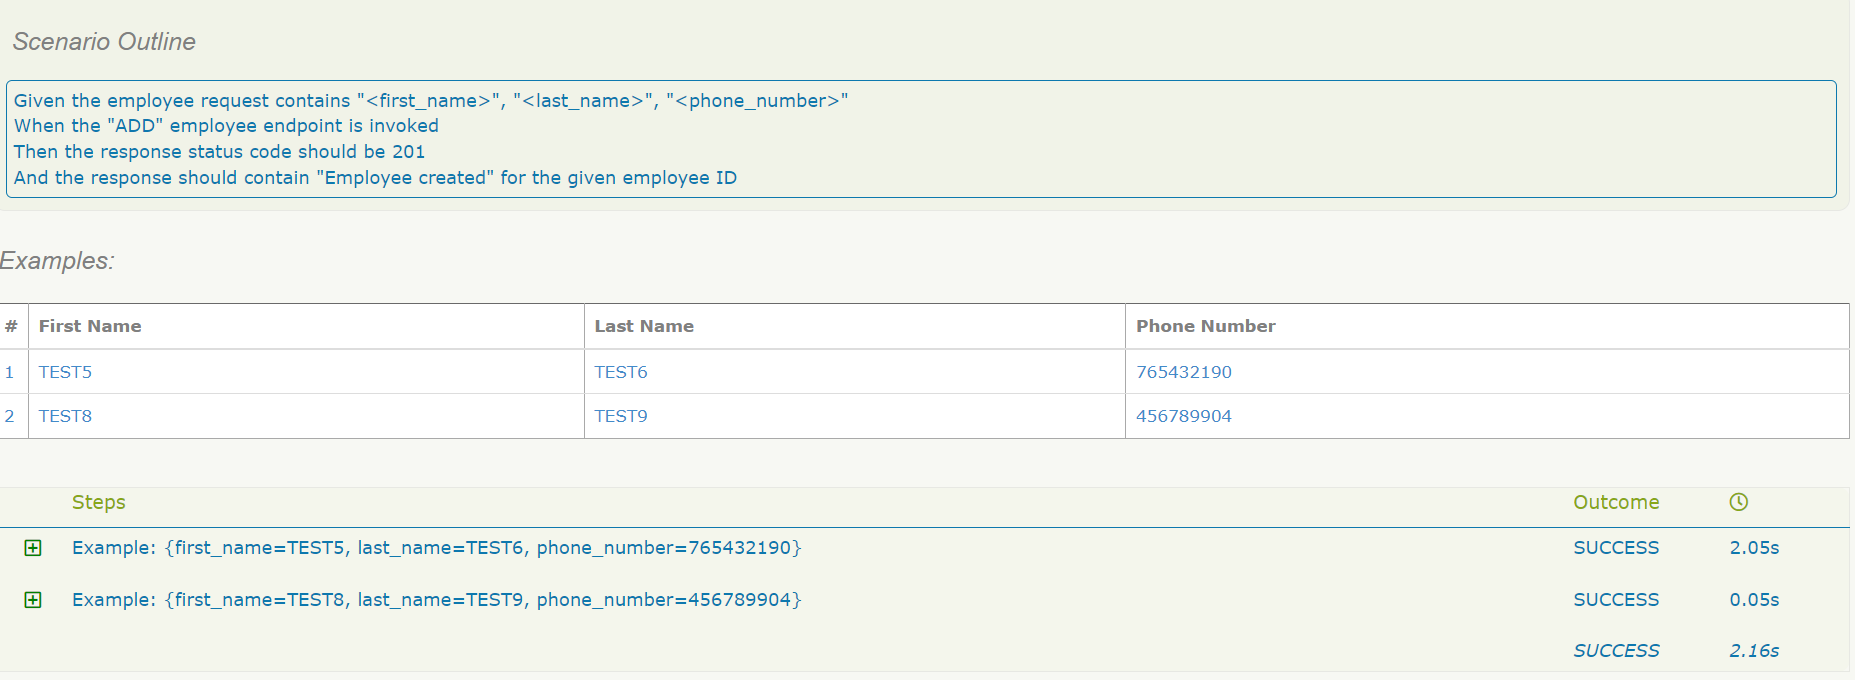 Scenario Outline
Given the employee request contains "<first_name>", "<last_name>", "<phone_number>"
When the "ADD" employee endpoint is invoked
Then the response status code should be 201
And the response should contain "Employee created" for the given employee ID
Examples:
# First Name Last Name Phone Number
1 TEST5 TEST6 765432190
2 TEST8 TEST9 456789904
Steps Outcome
Example: {first_name=TEST5, last_name=TEST6, phone_number=765432190} SUCCESS 2.05s
Example: {first_name=TEST8, last_name=TEST9, phone_number=456789904} SUCCESS 0.05s
SUCCESS 2.16s